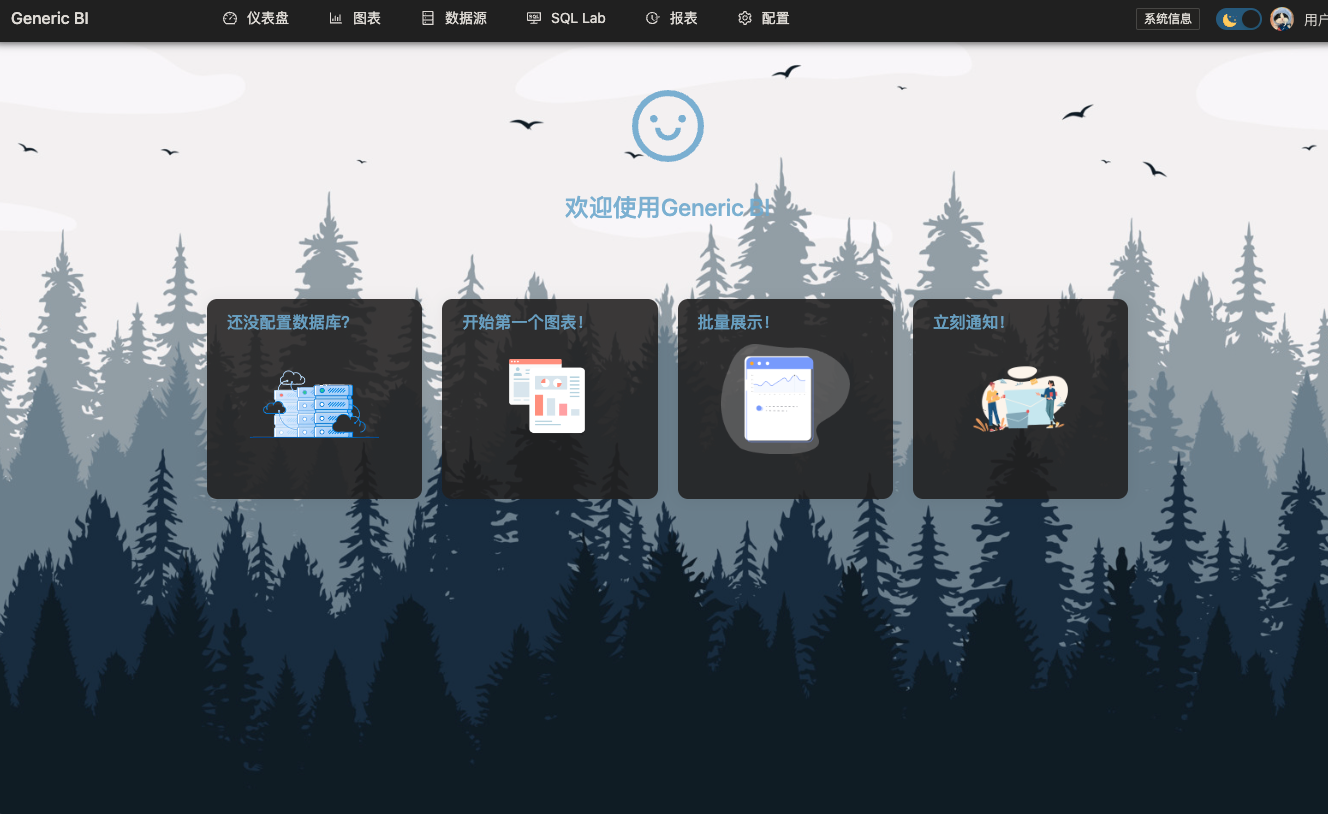 Generic BI
仪表盘
图表
数据源
SQL Lab
报表
配置
系统信息
用户
欢迎使用Generic BI
还没配置数据库?
开始第一个图表!
批量展示!
立刻通知!